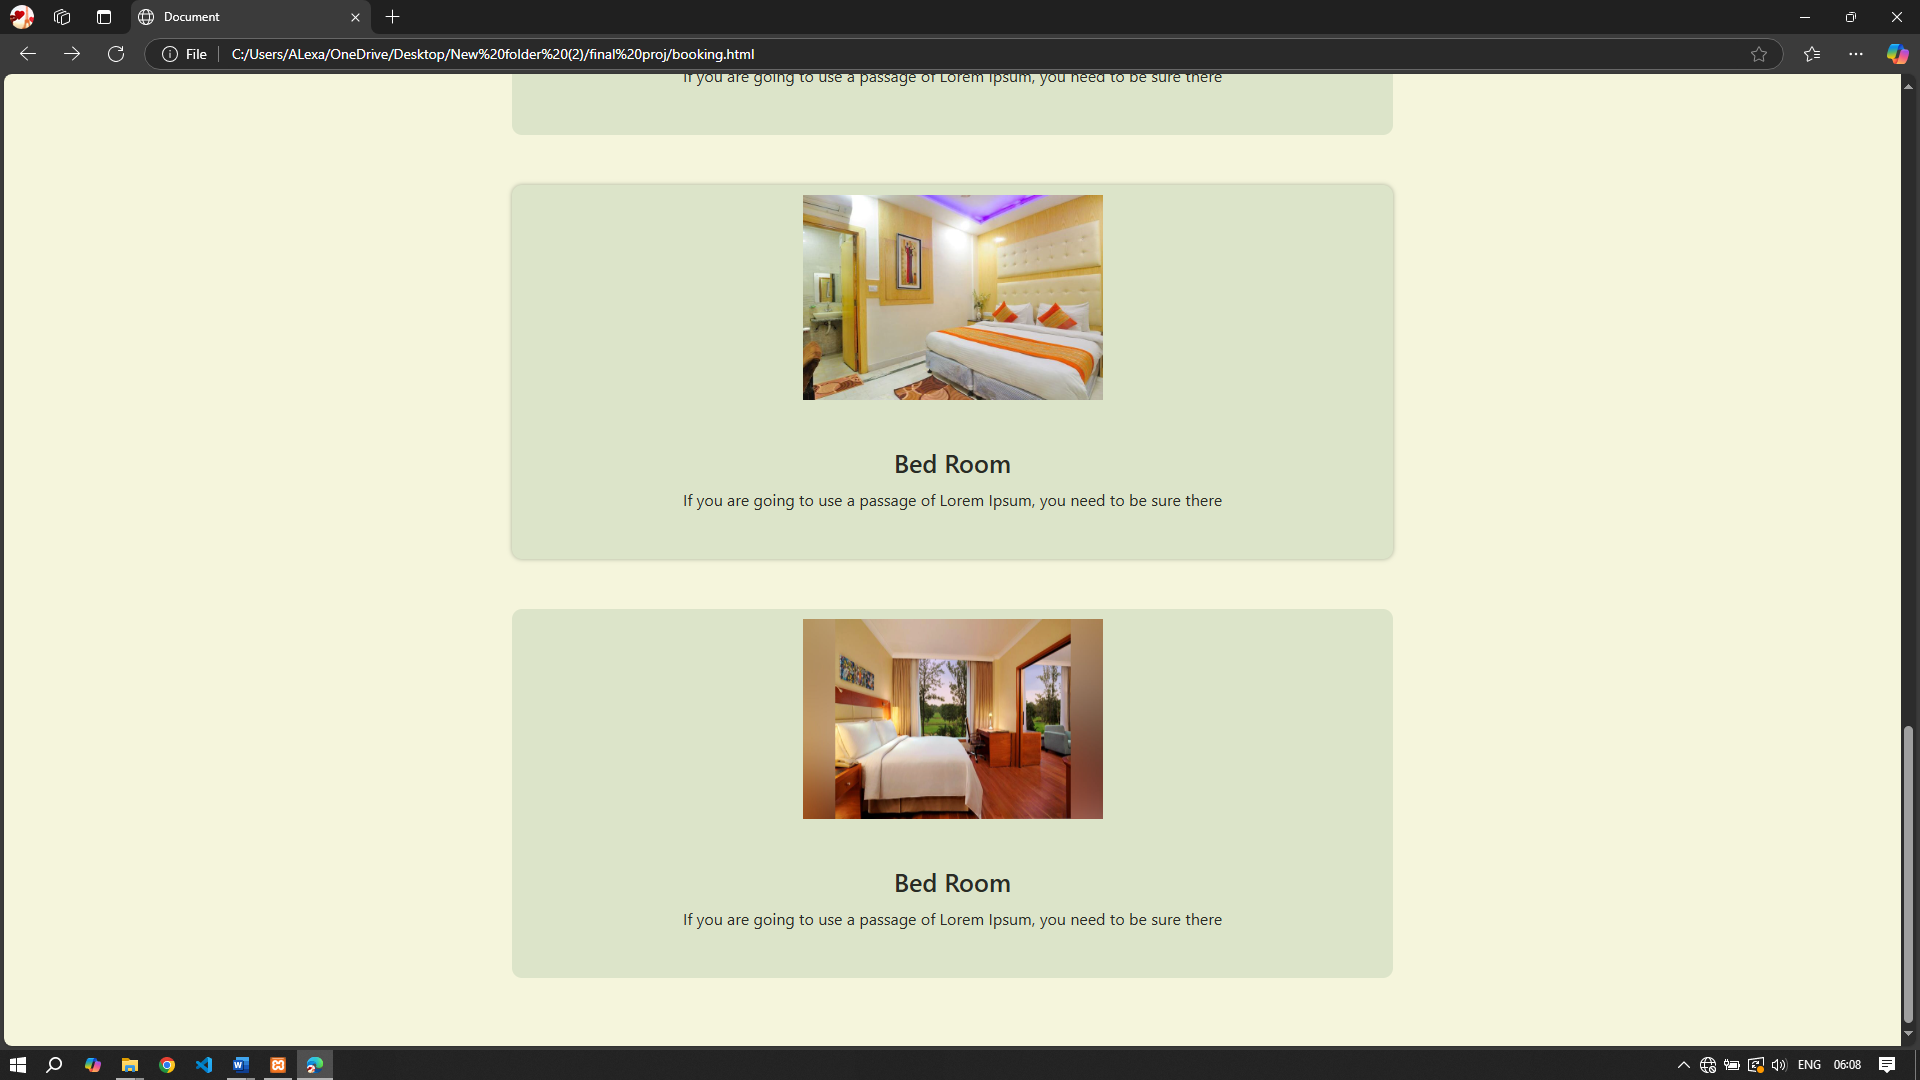 Document
File
C:/Users/ALexa/OneDrive/Desktop/New%20folder%20(2)/final%20proj/booking.html
If you are going to use a passage of Lorem Ipsum, you need to be sure there
Bed Room
If you are going to use a passage of Lorem Ipsum, you need to be sure there
Bed Room
If you are going to use a passage of Lorem Ipsum, you need to be sure there
ENG
06:08